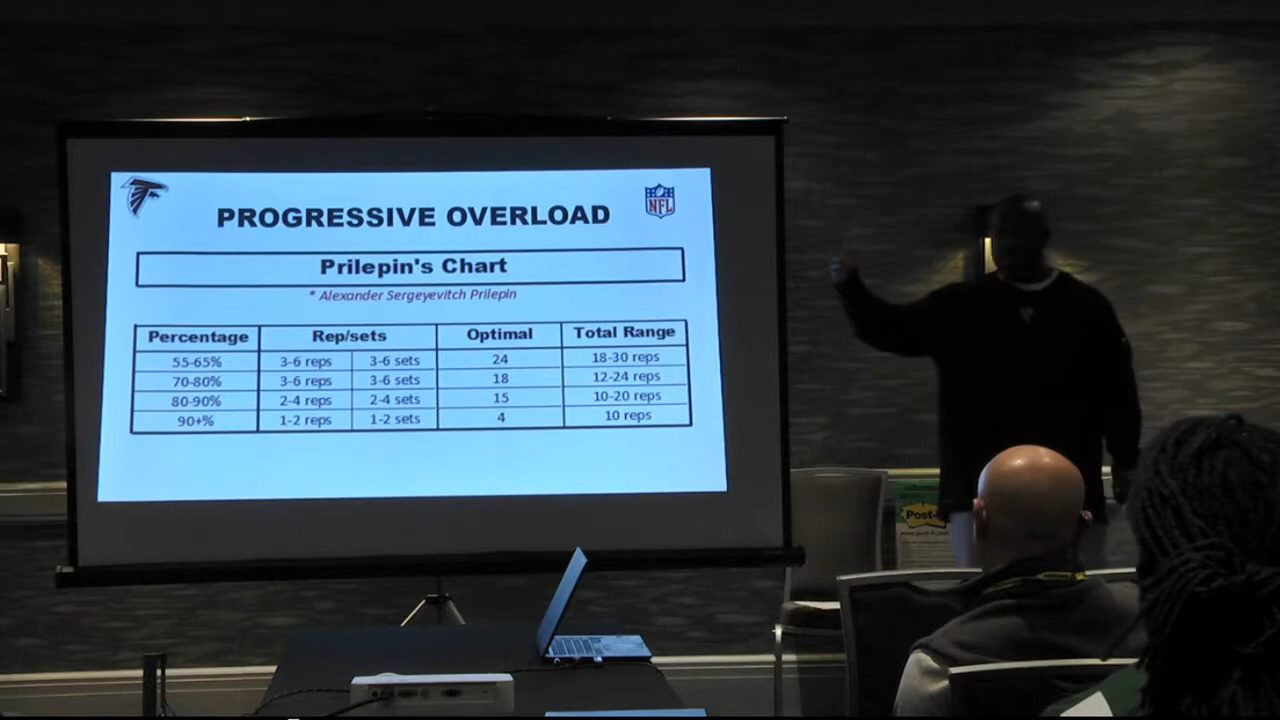 NFL
PROGRESSIVE OVERLOAD
Prilepin's Chart
* Alexander Sergeyevitch Prilepin
Percentage Rep/sets Optimal Total Range
55-65% 3-6 reps 3-6 sets 24 18-30 reps
70-80% 3-6 reps 3-6 sets 18 12-24 reps
80-90% 2-4 reps 2-4 sets 15 10-20 reps
90+% 1-2 reps 1-2 sets 4 10 reps
Post-it